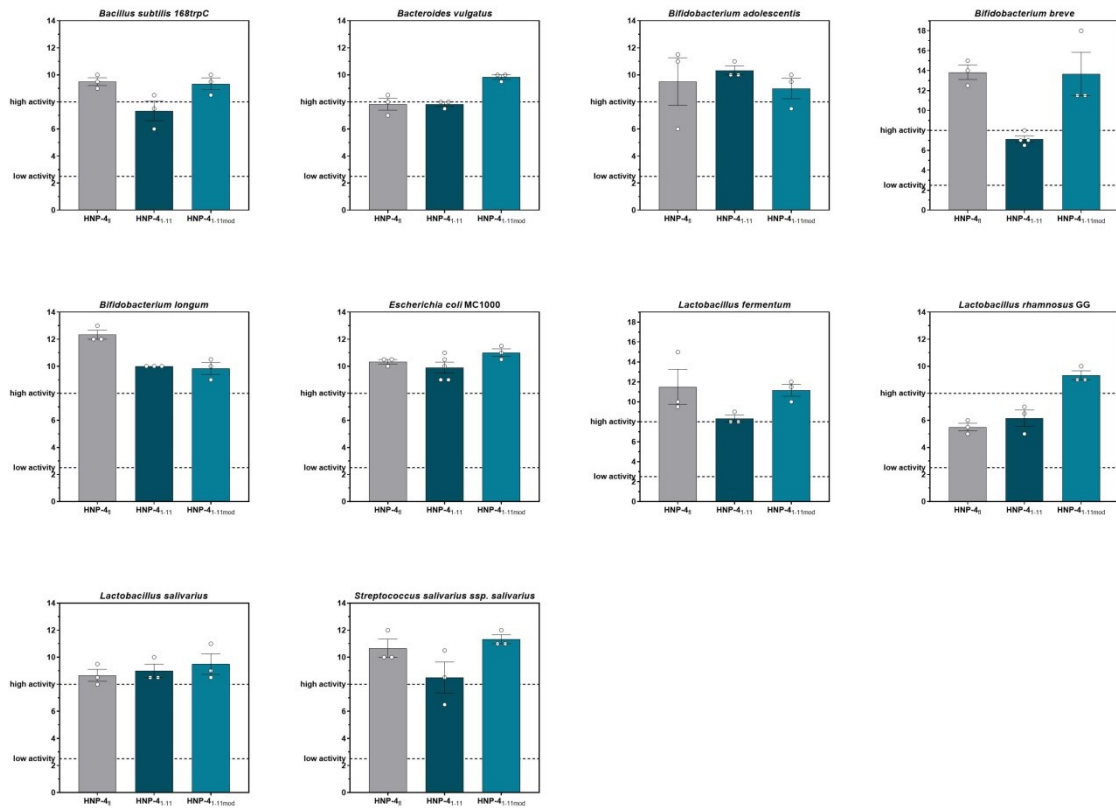 Bacillus subtilis 168trpC
14
12
10
high activity 8
6
4
low activity
2
0
HNP-4fl HNP-41-11 HNP-41-11mod
Bacteroides vulgatus
14
12
10
high activity 8
6
4
low activity
2
0
HNP-4fl HNP-41-11 HNP-41-11mod
Bifidobacterium adolescentis
14
12
10
high activity 8
6
4
low activity
2
0
HNP-4fl HNP-41-11 HNP-41-11mod
Bifidobacterium breve
18
16
14
12
10
high activity 8
6
4
low activity
2
0
HNP-4fl HNP-41-11 HNP-41-11mod
Bifidobacterium longum
14
12
10
high activity 8
6
4
low activity
2
0
HNP-4fl HNP-41-11 HNP-41-11mod
Escherichia coli MC1000
14
12
10
high activity 8
6
4
low activity
2
0
HNP-4fl HNP-41-11 HNP-41-11mod
Lactobacillus fermentum
18
16
14
12
10
high activity 8
6
4
low activity
2
0
HNP-4fl HNP-41-11 HNP-41-11mod
Lactobacillus rhamnosus GG
14
12
10
high activity 8
6
4
low activity
2
0
HNP-4fl HNP-41-11 HNP-41-11mod
Lactobacillus salivarius
14
12
10
high activity 8
6
4
low activity
2
0
HNP-4fl HNP-41-11 HNP-41-11mod
Streptococcus salivarius ssp. salivarius
14
12
10
high activity 8
6
4
low activity
2
0
HNP-4fl HNP-41-11 HNP-41-11mod